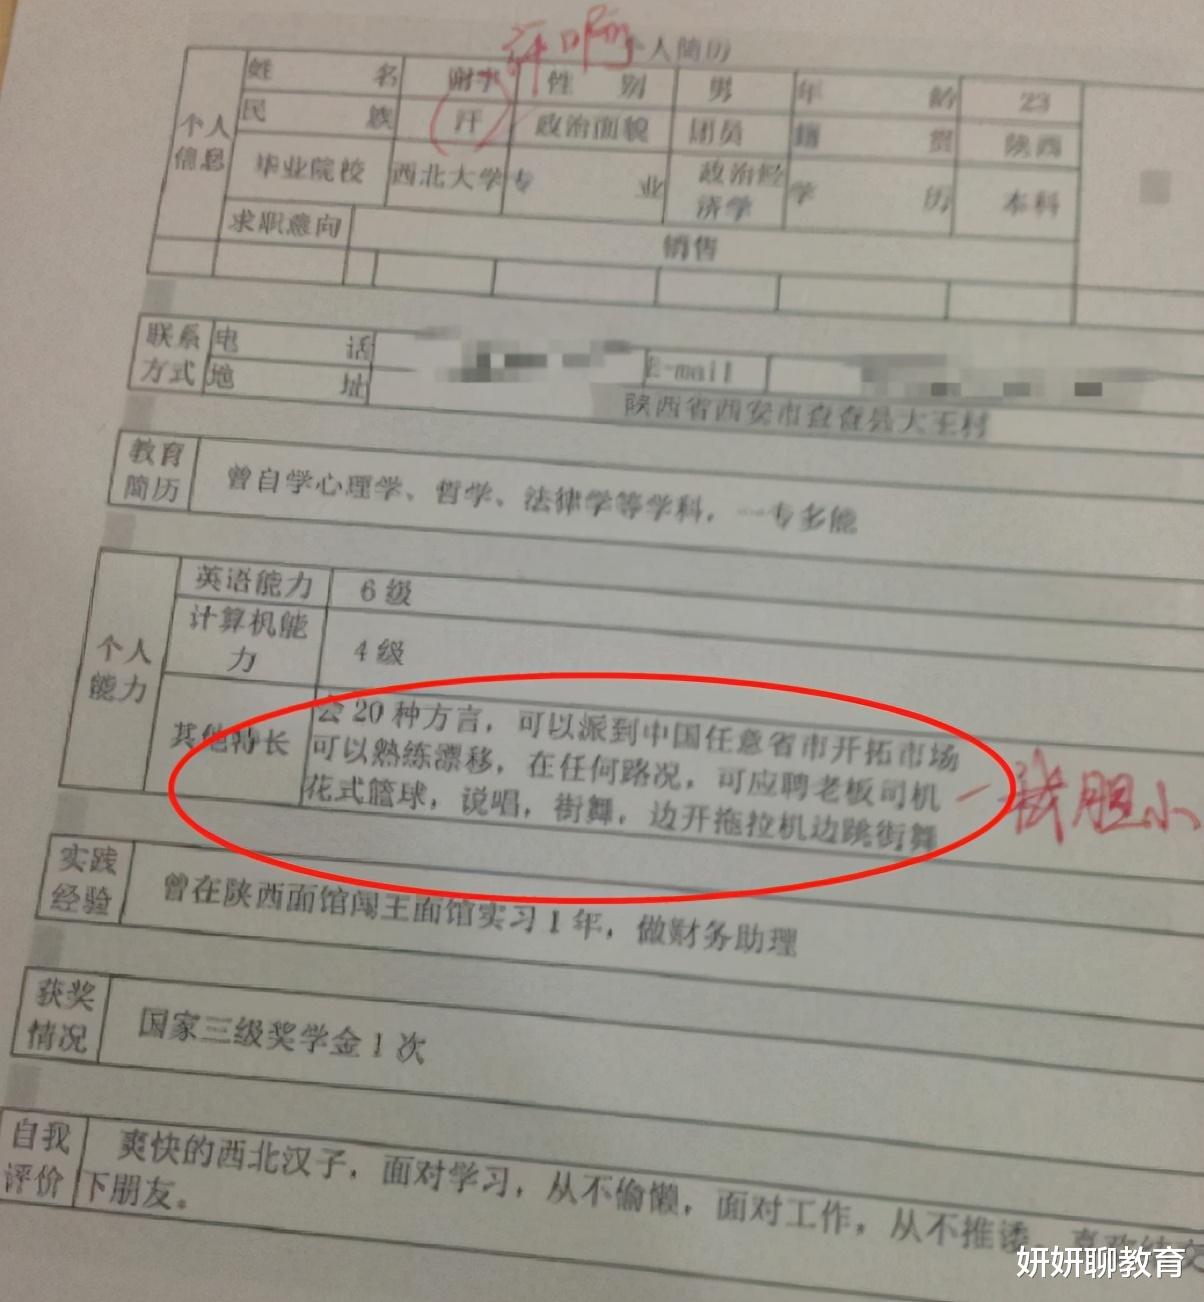 个人简历
个人信息
姓名 性别 男 年龄 23
民族 汗 政治面貌 团员 籍贯 陕西
毕业院校 西北大学 专业 政治经济学 学历 本科
求职意向 销售
联系方式
电话 E-mail
地址 陕西省西安市 大王村
教育简历 曾自学心理学、哲学、法律学等学科，一专多能
个人能力
英语能力 6级
计算机能力 4级
其他特长
会20种方言，可以派到中国任意省市开拓市场
可以熟练漂移，在任何路况，可应聘老板司机
花式篮球，说唱，街舞，边开拖拉机边跳街舞
我胆小
实践经验 曾在陕西面馆闯王面馆实习1年，做财务助理
获奖情况 国家三级奖学金1次
自我评价
爽快的西北汉子，面对学习，从不偷懒，面对工作，从不推诿，喜欢结交
下朋友。
妍妍聊教育